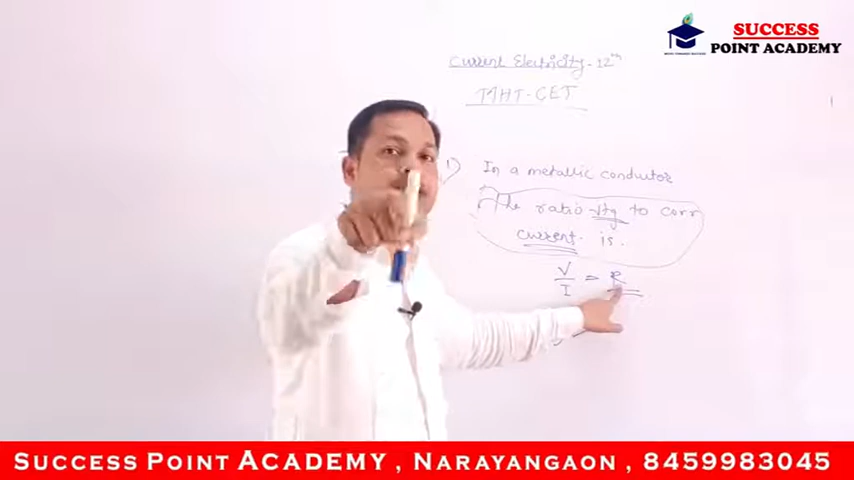 SUCCESS
POINT ACADEMY
Current Electricity - 12th
MHT-CET
1) In a metallic conductor
The ratio vtg to corr
current is.
V/I = R
SUCCESS POINT ACADEMY , NARAYANGAON , 8459983045